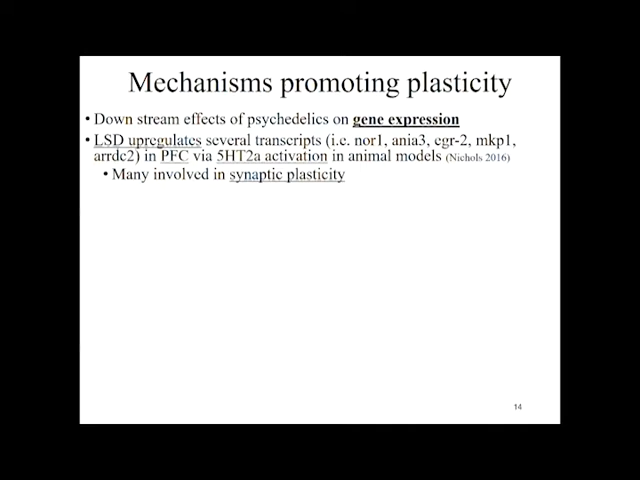 Mechanisms promoting plasticity
• Down stream effects of psychedelics on gene expression
• LSD upregulates several transcripts (i.e. nor1, ania3, egr-2, mkp1,
arrdc2) in PFC via 5HT2a activation in animal models (Nichols 2016)
• Many involved in synaptic plasticity
14